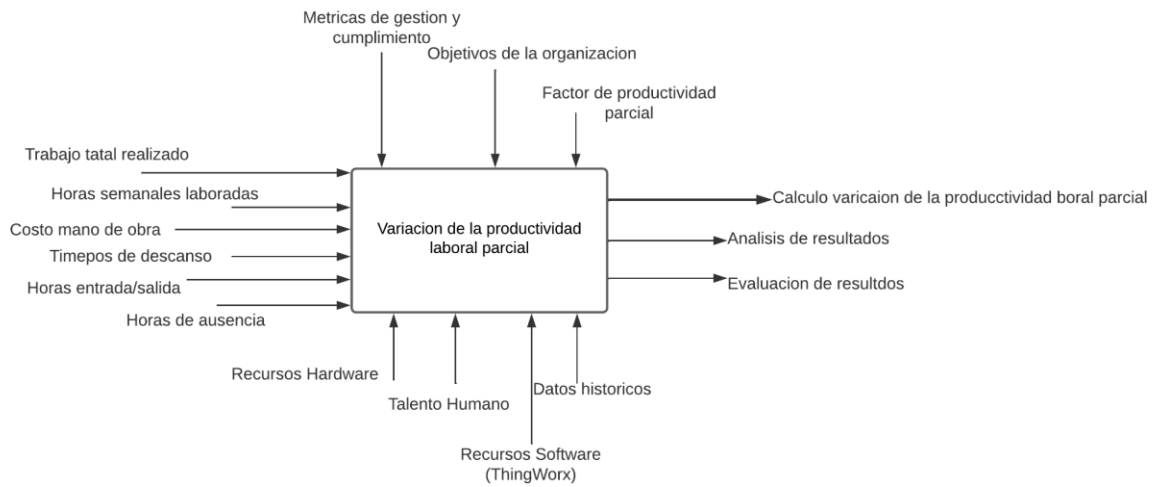 Metricas de gestion y
cumplimiento
Objetivos de la organizacion
Factor de productividad
parcial
Trabajo tatal realizado
Horas semanales laboradas
Costo mano de obra
Timepos de descanso
Horas entrada/salida
Horas de ausencia
Variacion de la productividad
laboral parcial
Calculo varicaion de la producctividad boral parcial
Analisis de resultados
Evaluacion de resultdos
Recursos Hardware
Talento Humano
Datos historicos
Recursos Software
(ThingWorx)